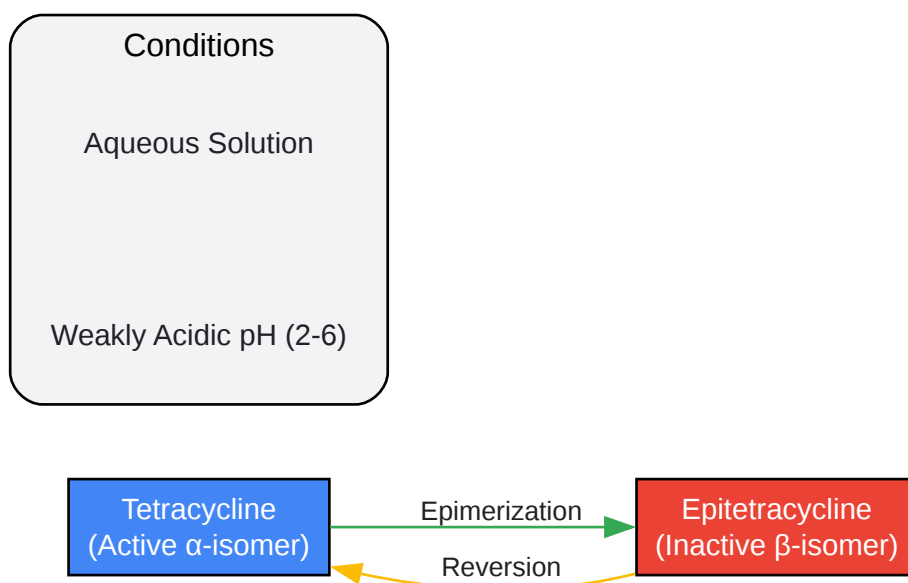 Conditions
Aqueous Solution
Weakly Acidic pH (2-6)
Tetracycline
(Active α-isomer)
Epimerization
Epitetracycline
(Inactive β-isomer)
Reversion